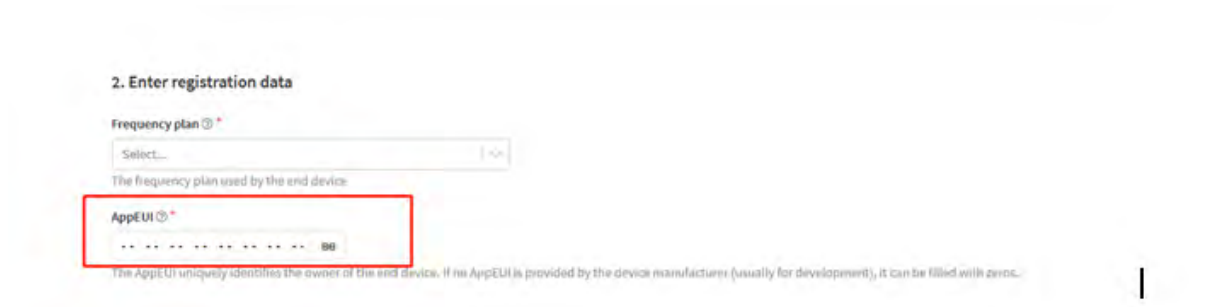 2. Enter registration data
Frequency plan ? *
Select...
The frequency plan used by the end device
AppEUI ? *
·· ·· ·· ·· ·· ·· ·· ·· 00
The AppEUI uniquely identifies the owner of the end device. If no AppEUI is provided by the device manufacturer (usually for development), it can be filled with zeros.